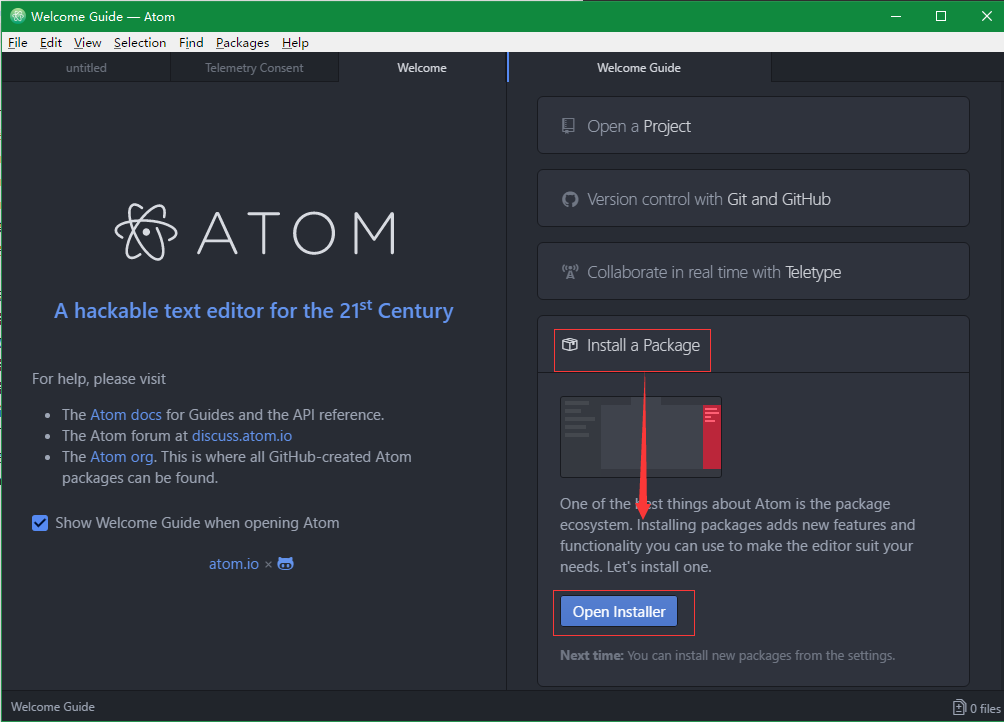 Welcome Guide — Atom
File Edit View Selection Find Packages Help
untitled Telemetry Consent Welcome Welcome Guide
ATOM
A hackable text editor for the 21st Century
For help, please visit
• The Atom docs for Guides and the API reference.
• The Atom forum at discuss.atom.io
• The Atom org. This is where all GitHub-created Atom
packages can be found.
Show Welcome Guide when opening Atom
atom.io ×
Open a Project
Version control with Git and GitHub
Collaborate in real time with Teletype
Install a Package
One of the best things about Atom is the package
ecosystem. Installing packages adds new features and
functionality you can use to make the editor suit your
needs. Let's install one.
Open Installer
Next time: You can install new packages from the settings.
Welcome Guide
0 files